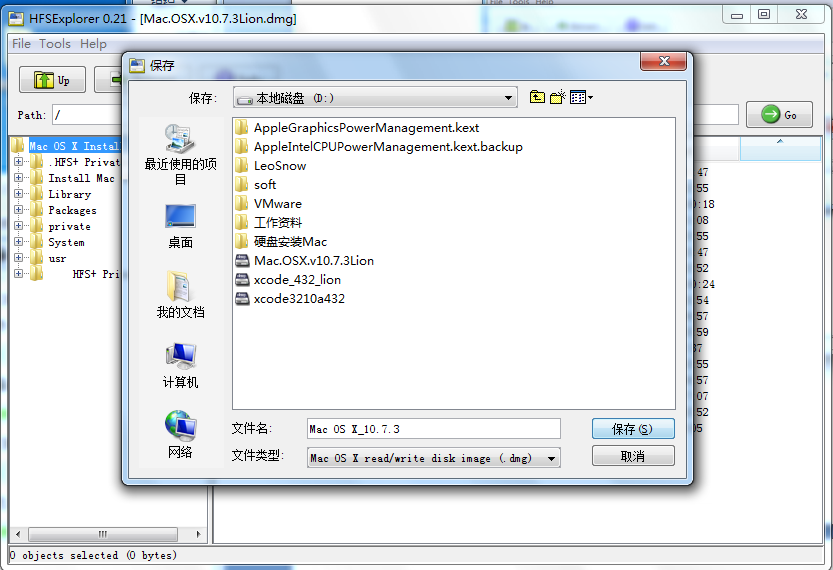 HFSExplorer 0.21 - [Mac.OSX.v10.7.3Lion.dmg]
File Tools Help
Up
Path: /
Go
Mac OS X Instal
.HFS+ Privat
Install Mac
Library
Packages
private
System
usr
HFS+ Pri
保存
保存:
本地磁盘 (D:)
最近使用的项
目
桌面
我的文档
计算机
网络
AppleGraphicsPowerManagement.kext
AppleIntelCPUPowerManagement.kext.backup
LeoSnow
soft
VMware
工作资料
硬盘安装Mac
Mac.OSX.v10.7.3Lion
xcode_432_lion
xcode3210a432
文件名:
Mac OS X_10.7.3
保存(S)
文件类型:
Mac OS X read/write disk image (.dmg)
取消
47
55
:18
08
55
47
52
:24
54
57
59
37
55
57
07
52
05
0 objects selected (0 bytes)